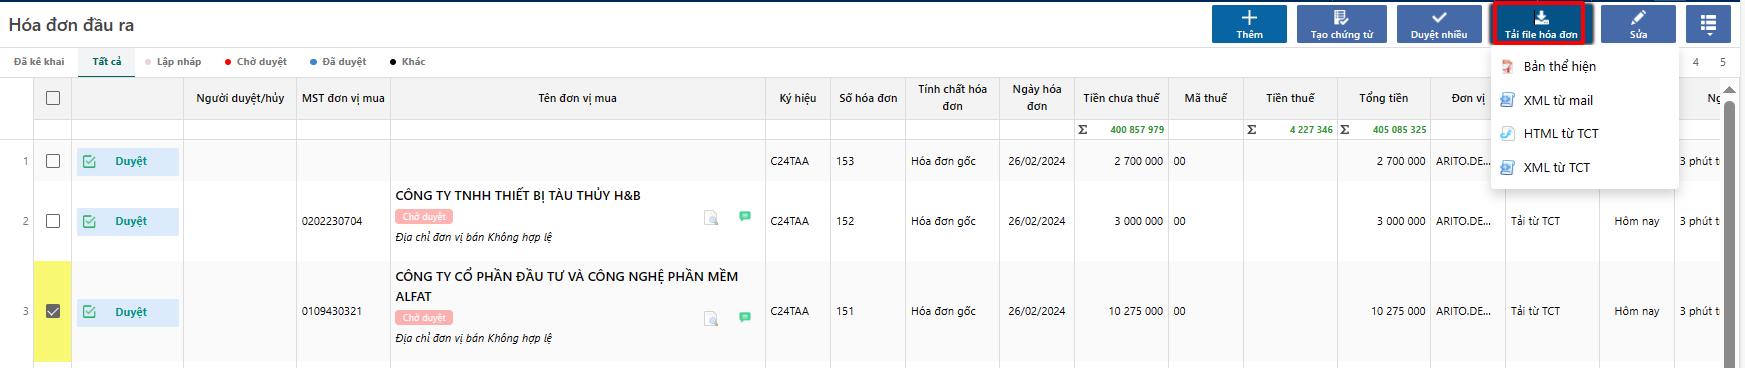 Hóa đơn đầu ra
Thêm
Tạo chứng từ
Duyệt nhiều
Tải file hóa đơn
Sửa
Đã kê khai
Tất cả
Lập nháp
Chờ duyệt
Đã duyệt
Khác
4 5
Bản thể hiện
XML từ mail
HTML từ TCT
XML từ TCT
Người duyệt/hủy MST đơn vị mua Tên đơn vị mua Ký hiệu Số hóa đơn Tính chất hóa đơn Ngày hóa đơn Tiền chưa thuế Mã thuế Tiền thuế Tổng tiền Đơn vị
Σ 400 857 979 Σ 4 227 346 Σ 405 085 325
1 Duyệt C24TAA 153 Hóa đơn gốc 26/02/2024 2 700 000 00 2 700 000 ARITO.DE... 3 phút t
CÔNG TY TNHH THIẾT BỊ TÀU THỦY H&B
Chờ duyệt
2 Duyệt 0202230704 C24TAA 152 Hóa đơn gốc 26/02/2024 3 000 000 00 3 000 000 ARITO.DE... Tải từ TCT Hôm nay 3 phút t
Địa chỉ đơn vị bán Không hợp lệ
CÔNG TY CỔ PHẦN ĐẦU TƯ VÀ CÔNG NGHỆ PHẦN MỀM
ALFAT
Chờ duyệt
3 Duyệt 0109430321 C24TAA 151 Hóa đơn gốc 26/02/2024 10 275 000 00 10 275 000 ARITO.DE... Tải từ TCT Hôm nay 3 phút t
Địa chỉ đơn vị bán Không hợp lệ